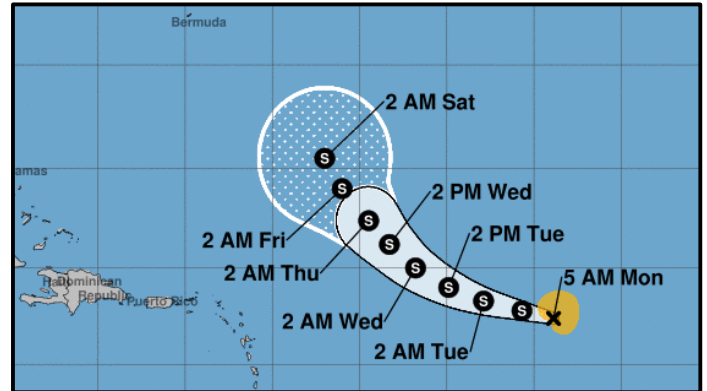 Bermuda
2 AM Sat
amas
2 PM Wed
S
S
2 AM Fri
S
2 PM Tue
S
2 AM Thu
5 AM Mon
S
Dominican
Republic
Puerto Rico
S
2 AM Wed
S
S
2 AM Tue